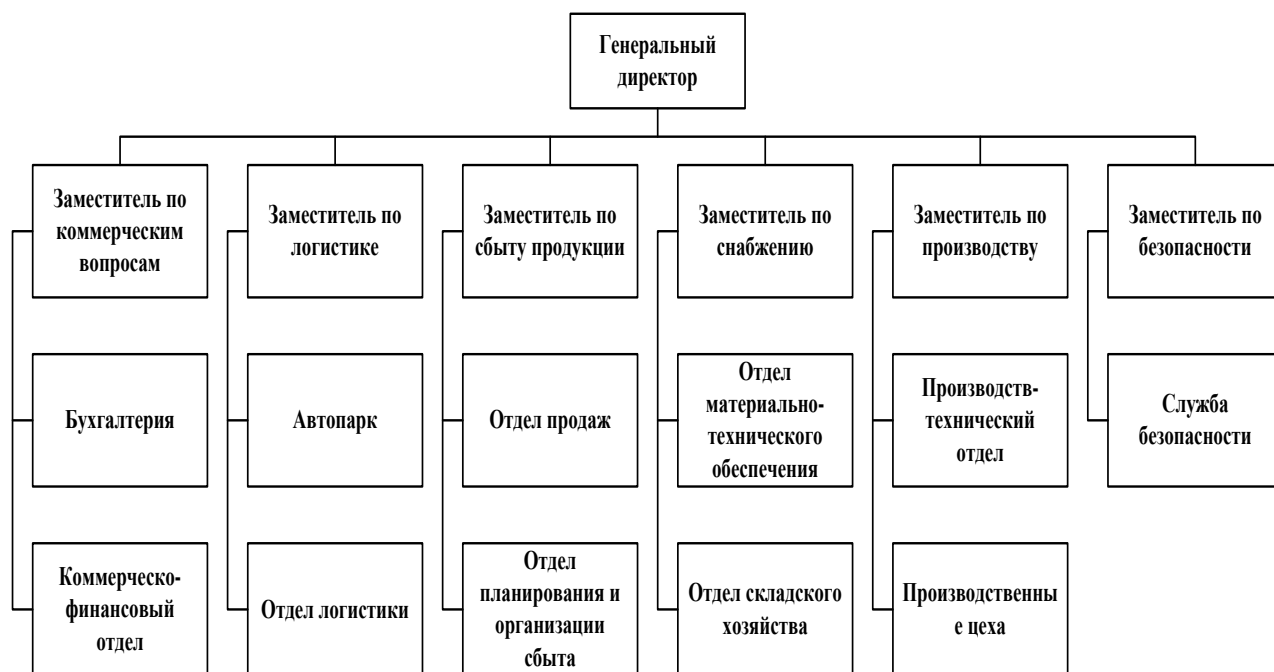 Генеральный
директор
Заместитель по
коммерческим
вопросам
Заместитель по
логистике
Заместитель по
сбыту продукции
Заместитель по
снабжению
Заместитель по
производству
Заместитель по
безопасности
Бухгалтерия
Автопарк
Отдел продаж
Отдел
материально-
технического
обеспечения
Производств-
технический
отдел
Служба
безопасности
Коммерческо-
финансовый
отдел
Отдел логистики
Отдел
планирования и
организации
сбыта
Отдел складского
хозяйства
Производственны
е цеха